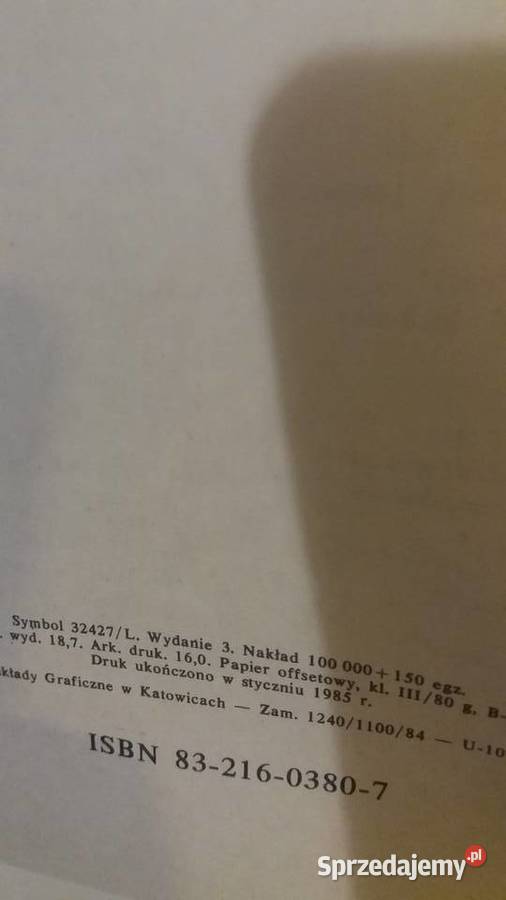 Symbol 32427/L. Wydanie 3. Nakład 100 000 + 150 egz.
. wyd. 18,7. Ark. druk. 16,0. Papier offsetowy, kl. III/80 g, B-
Druk ukończono w styczniu 1985 r.
kłady Graficzne w Katowicach — Zam. 1240/1100/84 — U-10
ISBN 83-216-0380-7
Sprzedajemy.pl